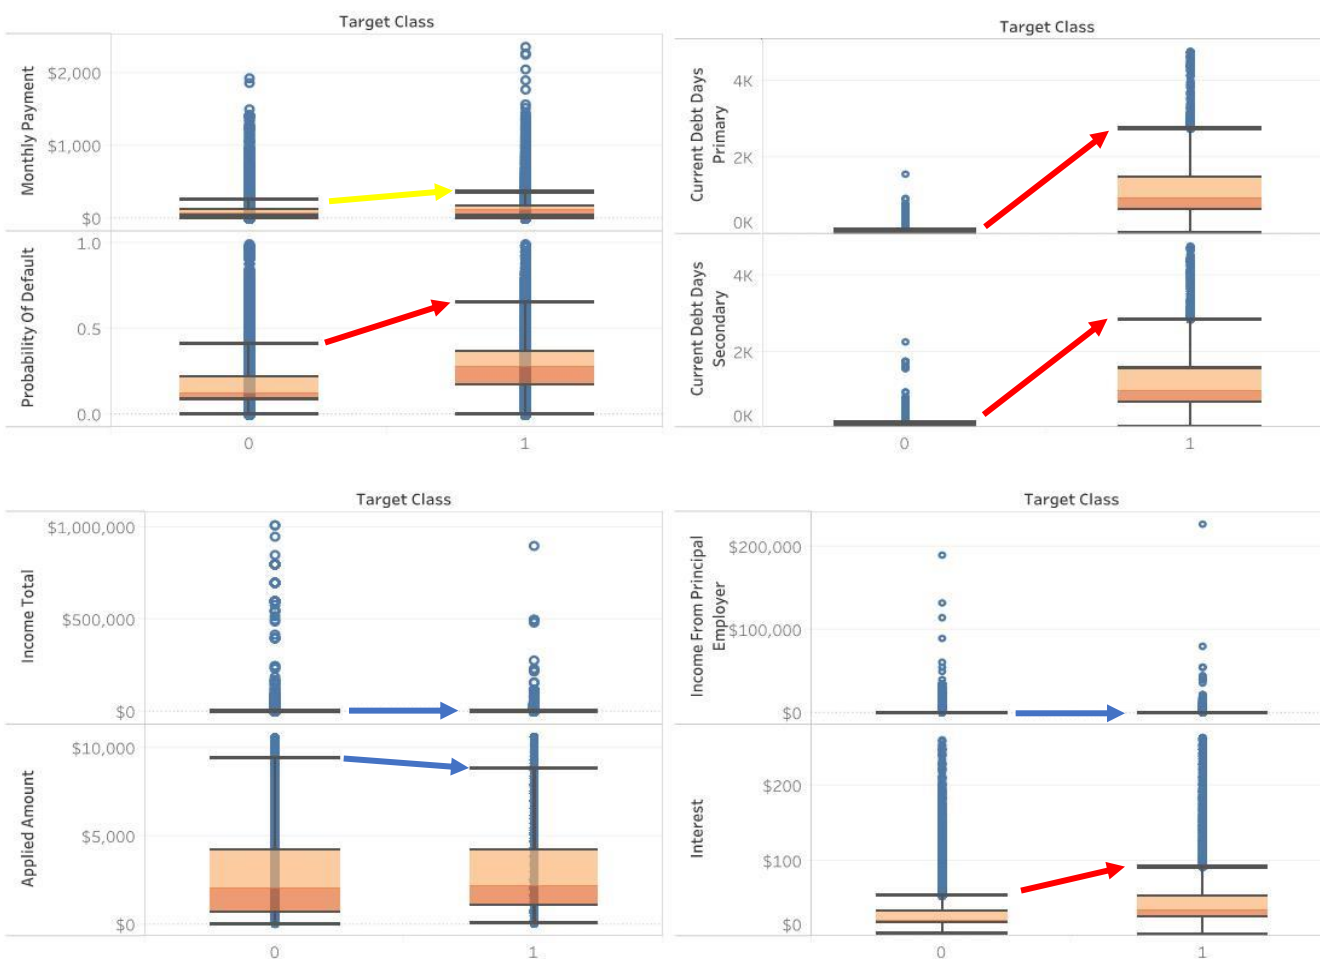 Target Class
Monthly Payment
$2,000
$1,000
$0
Probability Of Default
1.0
0.5
0.0
0
1
Target Class
Current Debt Days
Primary
4K
2K
0K
Current Debt Days
Secondary
4K
2K
0K
0
1
Target Class
Income Total
$1,000,000
$500,000
$0
Applied Amount
$10,000
$5,000
$0
0
1
Target Class
Income From Principal
Employer
$200,000
$100,000
$0
Interest
$200
$100
$0
0
1